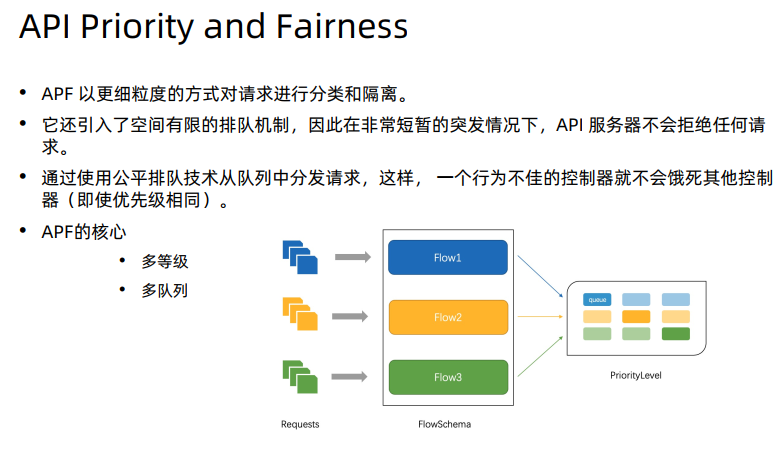 API Priority and Fairness
• APF 以更细粒度的方式对请求进行分类和隔离。
• 它还引入了空间有限的排队机制，因此在非常短暂的突发情况下，API 服务器不会拒绝任何请
求。
• 通过使用公平排队技术从队列中分发请求，这样， 一个行为不佳的控制器就不会饿死其他控制
器（即使优先级相同）。
• APF的核心
• 多等级
• 多队列
Flow1
queue
Flow2
Flow3
PriorityLevel
Requests
FlowSchema